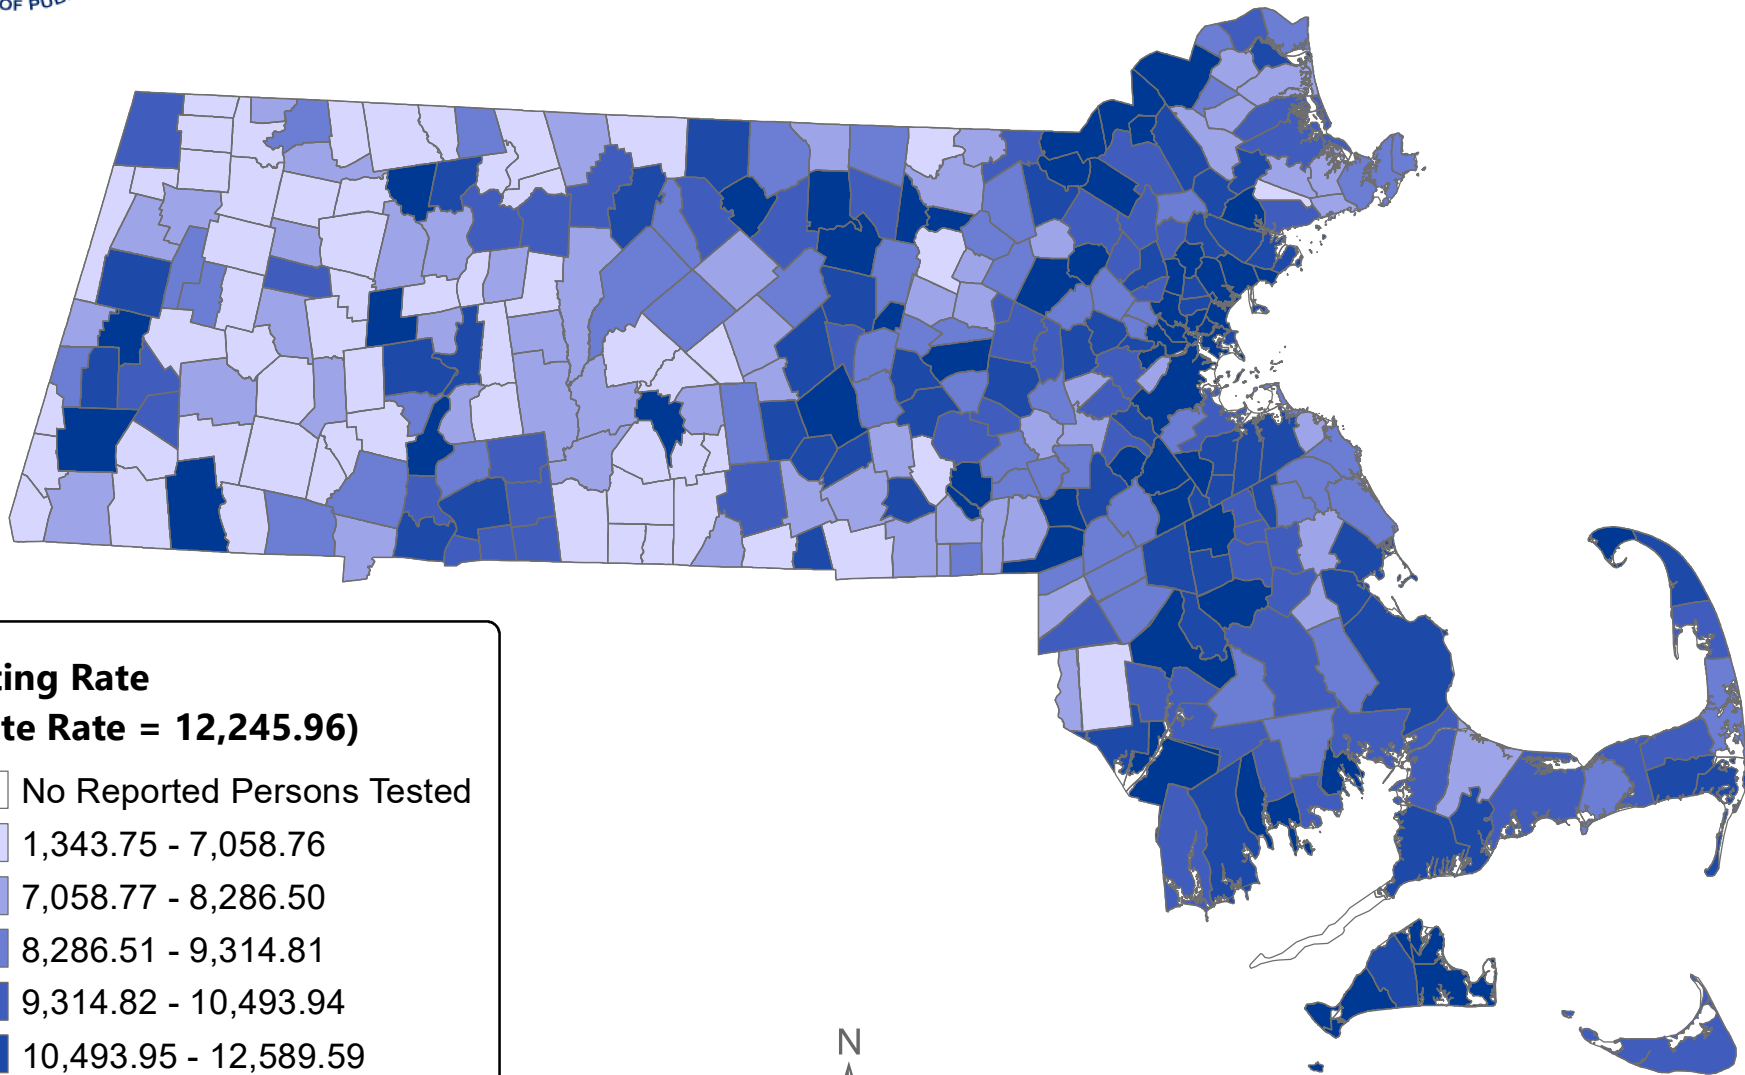 OF PU
ting Rate
te Rate = 12,245.96)
No Reported Persons Tested
1,343.75 - 7,058.76
7,058.77 - 8,286.50
8,286.51 - 9,314.81
9,314.82 - 10,493.94
10,493.95 - 12,589.59
N